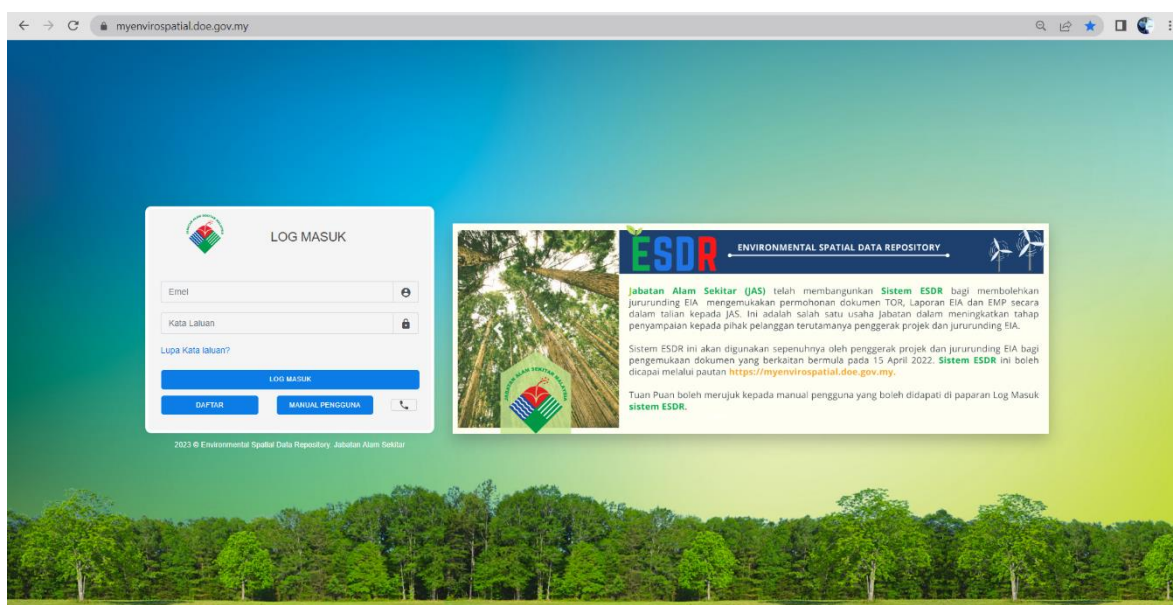 myenvirospatial.doe.gov.my
LOG MASUK
Emel
Kata Laluan
Lupa Kata laluan?
LOG MASUK
DAFTAR
MANUAL PENGGUNA
2023 © Environmental Spatial Data Repository. Jabatan Alam Sekitar
ESDR
ENVIRONMENTAL SPATIAL DATA REPOSITORY
Jabatan Alam Sekitar (JAS) telah membangunkan Sistem ESDR bagi membolehkan
jururunding EIA mengemukakan permohonan dokumen TOR, Laporan EIA dan EMP secara
dalam talian kepada JAS. Ini adalah salah satu usaha Jabatan dalam meningkatkan tahap
penyampaian kepada pihak pelanggan terutamanya penggerak projek dan jururunding EIA.
Sistem ESDR ini akan digunakan sepenuhnya oleh penggerak projek dan jururunding EIA bagi
pengemukaan dokumen yang berkaitan bermula pada 15 April 2022. Sistem ESDR ini boleh
dicapai melalui pautan https://myenvirospatial.doe.gov.my.
Tuan Puan boleh merujuk kepada manual pengguna yang boleh didapati di paparan Log Masuk
sistem ESDR.
JABATAN ALAM SEKITAR MALAYSIA